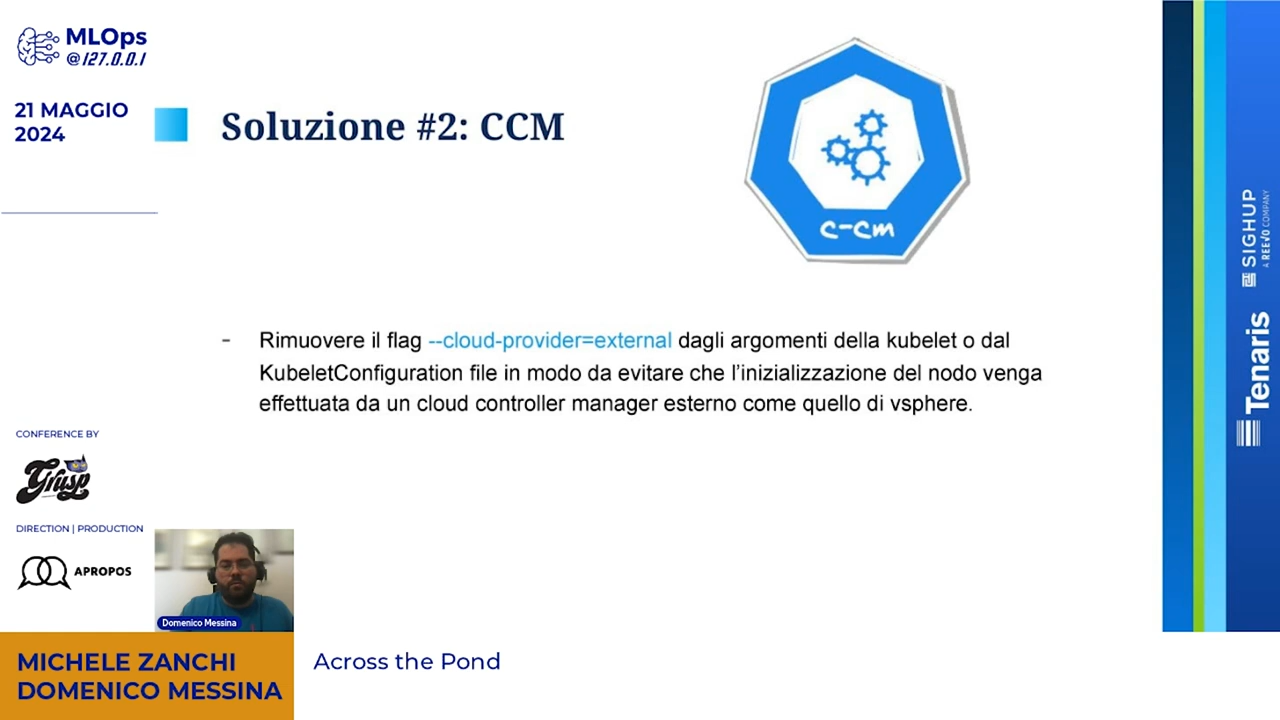 MLOps
@127.0.0.1
21 MAGGIO
2024
Soluzione #2: CCM
c-cm
- Rimuovere il flag --cloud-provider=external dagli argomenti della kubelet o dal
KubeletConfiguration file in modo da evitare che l’inizializzazione del nodo venga
effettuata da un cloud controller manager esterno come quello di vsphere.
SIGHUP
A REEVO COMPANY
Tenaris
CONFERENCE BY
Grusp
DIRECTION | PRODUCTION
APROPOS
Domenico Messina
MICHELE ZANCHI
DOMENICO MESSINA
Across the Pond